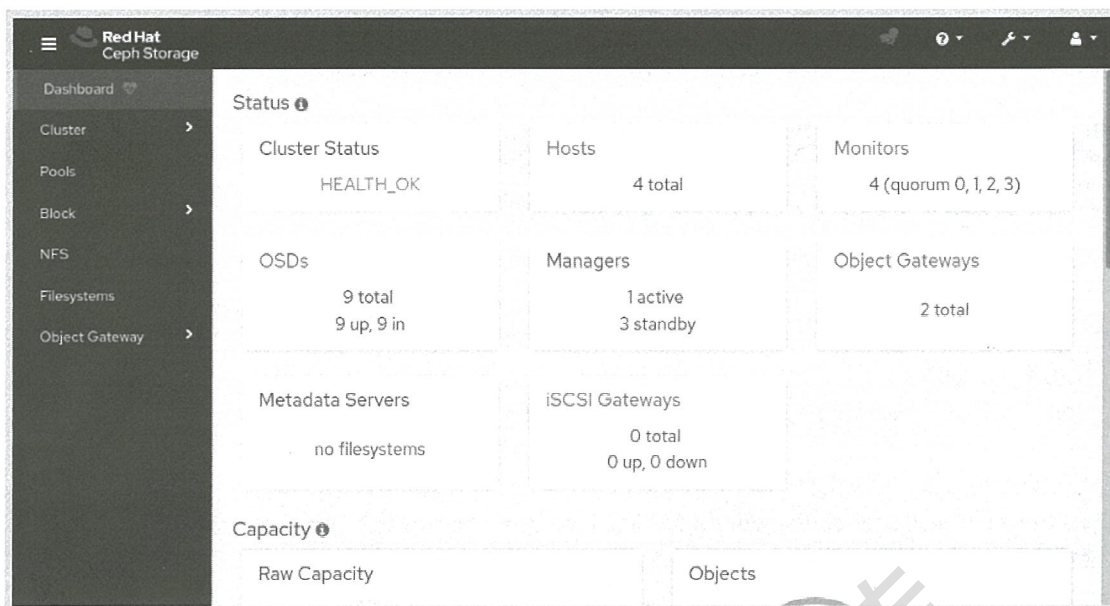 Red Hat
Ceph Storage
Dashboard
Cluster
Pools
Block
NFS
Filesystems
Object Gateway
Status
Cluster Status
HEALTH_OK
Hosts
4 total
Monitors
4 (quorum 0, 1, 2, 3)
OSDs
9 total
9 up, 9 in
Managers
1 active
3 standby
Object Gateways
2 total
Metadata Servers
no filesystems
iSCSI Gateways
0 total
0 up, 0 down
Capacity
Raw Capacity
Objects